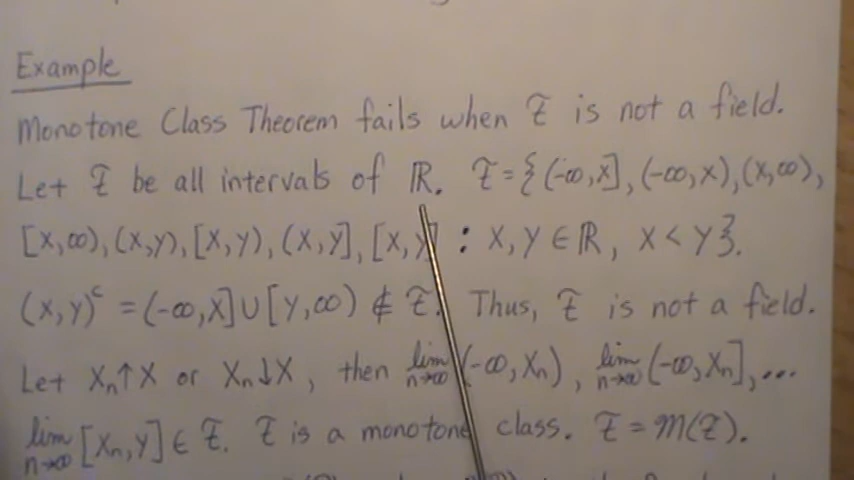 Example
Monotone Class Theorem fails when Ƶ is not a field.
Let Ƶ be all intervals of ℝ. Ƶ = {(-∞,x], (-∞,x), (x,∞),
[x,∞), (x,y), [x,y), (x,y], [x,y] : x,y ∈ ℝ, x < y}.
(x,y)ᶜ = (-∞,x] ∪ [y,∞) ∉ Ƶ. Thus, Ƶ is not a field.
Let xₙ↑x or xₙ↓x, then lim n→∞ (-∞,xₙ), lim n→∞ (-∞,xₙ],...
lim n→∞ [xₙ,y] ∈ Ƶ. Ƶ is a monotone class. Ƶ = m(Ƶ).